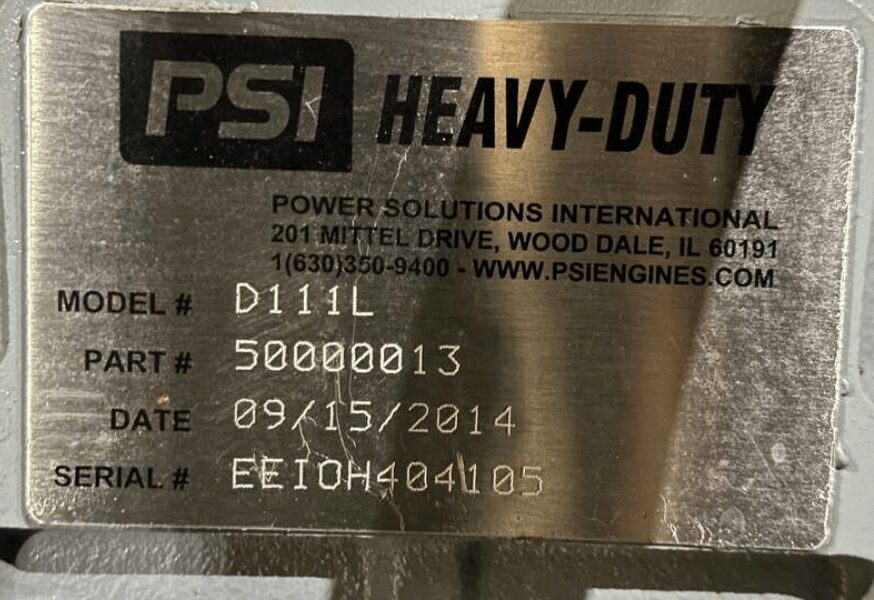 PSI HEAVY-DUTY
POWER SOLUTIONS INTERNATIONAL
201 MITTEL DRIVE, WOOD DALE, IL 60191
1(630)350-9400 - WWW.PSIENGINES.COM
MODEL # D111L
PART # 50000013
DATE 09/15/2014
SERIAL # EEIOH404105